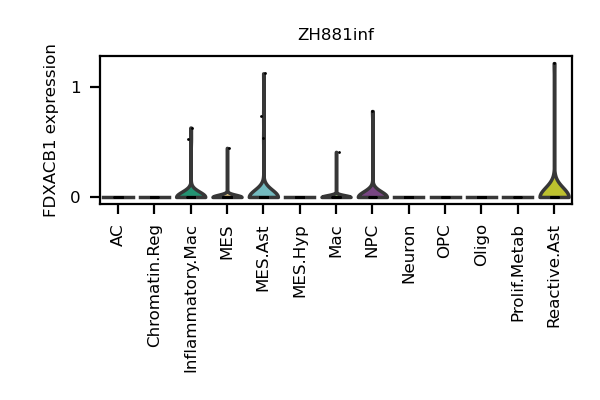 ZH881inf
FDXACB1 expression
1
0
AC
Chromatin.Reg
Inflammatory.Mac
MES
MES.Ast
MES.Hyp
Mac
NPC
Neuron
OPC
Oligo
Prolif.Metab
Reactive.Ast